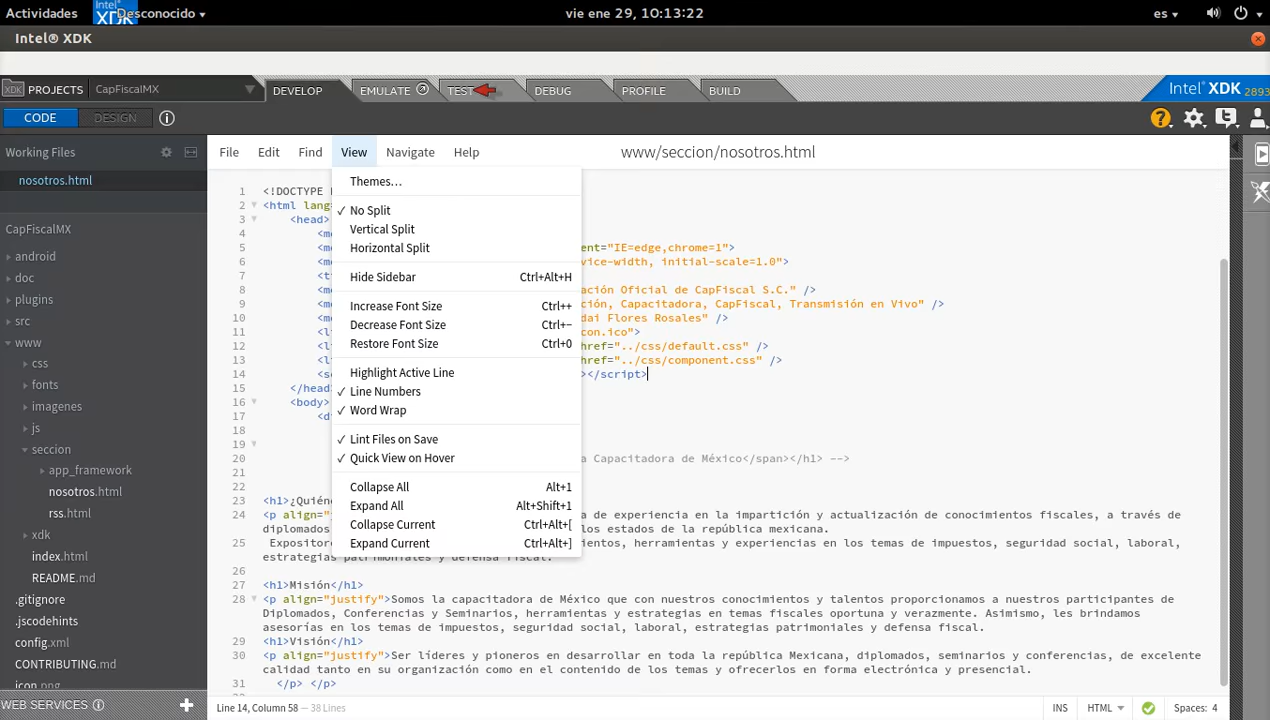 Actividades
Intel® XDK
Desconocido
vie ene 29, 10:13:22
es
Intel® XDK
XDK PROJECTS
CapFiscalMX
DEVELOP
EMULATE
TEST
DEBUG
PROFILE
BUILD
Intel® XDK
2893
CODE
DESIGN
Working Files
nosotros.html
CapFiscalMX
android
doc
plugins
src
www
css
fonts
imagenes
js
seccion
app_framework
nosotros.html
rss.html
xdk
index.html
README.md
.gitignore
.jscodehints
config.xml
CONTRIBUTING.md
icon.png
WEB SERVICES
File Edit Find View Navigate Help
www/seccion/nosotros.html
Themes…
✓ No Split
Vertical Split
Horizontal Split
Hide Sidebar Ctrl+Alt+H
Increase Font Size Ctrl++
Decrease Font Size Ctrl+−
Restore Font Size Ctrl+0
Highlight Active Line
✓ Line Numbers
✓ Word Wrap
✓ Lint Files on Save
✓ Quick View on Hover
Collapse All Alt+1
Expand All Alt+Shift+1
Collapse Current Ctrl+Alt+[
Expand Current Ctrl+Alt+]
1 <!DOCTYPE
2 <html lang=
3 <head>
4 <me
5 <me ent="IE=edge,chrome=1">
6 <me vice-width, initial-scale=1.0">
7 <t
8 <me ación Oficial de CapFiscal S.C." />
9 <me ción, Capacitadora, CapFiscal, Transmisión en Vivo" />
10 <me dai Flores Rosales" />
11 <l con.ico">
12 <l href="../css/default.css" />
13 <l href="../css/component.css" />
14 <s ></script>
15 </head>
16 <body>
17 <d
18
19
20 a Capacitadora de México</span></h1> -->
21
22
23 <h1>¿Quién
24 <p align= a de experiencia en la impartición y actualización de conocimientos fiscales, a través de
diplomados los estados de la república mexicana.
25 Expositore ientos, herramientas y experiencias en los temas de impuestos, seguridad social, laboral,
estrategias patrimoniales y defensa fiscal.
26
27 <h1>Misión</h1>
28 <p align="justify">Somos la capacitadora de México que con nuestros conocimientos y talentos proporcionamos a nuestros participantes de
Diplomados, Conferencias y Seminarios, herramientas y estrategias en temas fiscales oportuna y verazmente. Asimismo, les brindamos
asesorías en los temas de impuestos, seguridad social, laboral, estrategias patrimoniales y defensa fiscal.
29 <h1>Visión</h1>
30 <p align="justify">Ser líderes y pioneros en desarrollar en toda la república Mexicana, diplomados, seminarios y conferencias, de excelente
calidad tanto en su organización como en el contenido de los temas y ofrecerlos en forma electrónica y presencial.
31 </p> </p>
Line 14, Column 58 — 38 Lines
INS
HTML
Spaces: 4